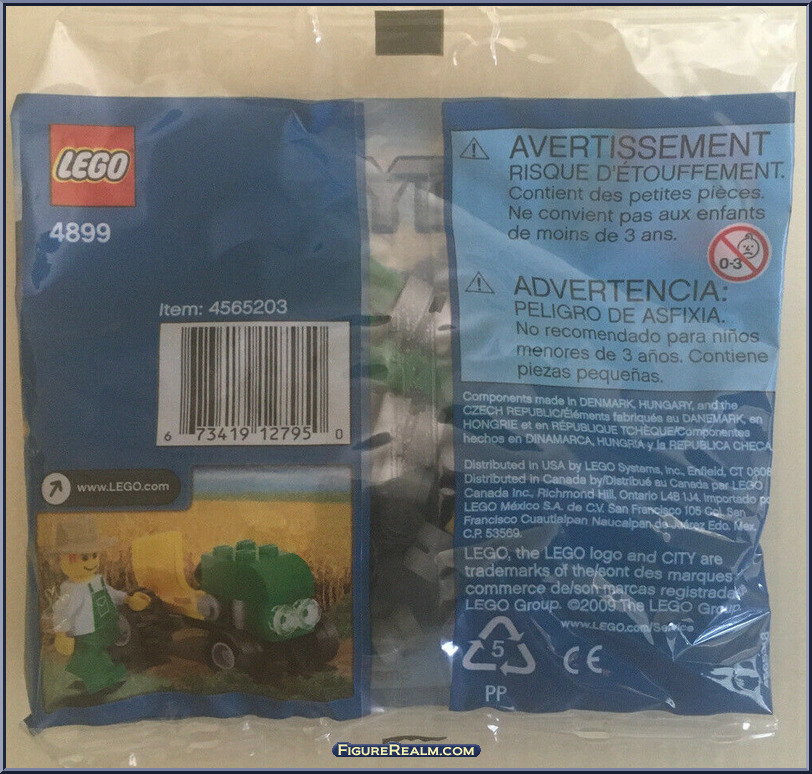 LEGO
4899
Item: 4565203
6 73419 12795 0
www.LEGO.com
AVERTISSEMENT
RISQUE D'ÉTOUFFEMENT.
Contient des petites pièces.
Ne convient pas aux enfants
de moins de 3 ans.
0-3
ADVERTENCIA:
PELIGRO DE ASFIXIA.
No recomendado para niños
menores de 3 años. Contiene
piezas pequeñas.
Components made in DENMARK, HUNGARY, and the
CZECH REPUBLIC/Éléments fabriqués au DANEMARK, en
HONGRIE et en RÉPUBLIQUE TCHÈQUE/Componentes
hechos en DINAMARCA, HUNGRIA y la REPUBLICA CHECA
Distributed in USA by LEGO Systems, Inc., Enfield, CT
Distributed in Canada by/Distribué au Canada par LEGO
Canada Inc., Richmond Hill, Ontario L4B 1J4. Importado
LEGO México S.A. de C.V. San Francisco 105 Col. San
Francisco Cuautlalpan Naucalpan de Juárez Edo. Mex.
C.P. 53569.
LEGO, the LEGO logo and CITY are
trademarks of the/sont des marques
commerce de/son marcas registrada
LEGO Group. ©2009 The LEGO Group.
www.LEGO.com/Service
5
PP
CE
FigureRealm.com